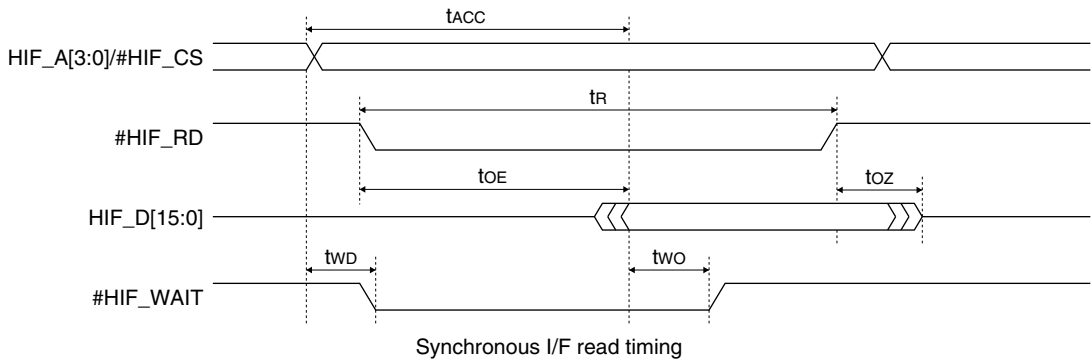 tACC
HIF_A[3:0]/#HIF_CS
tR
#HIF_RD
tOE
tOZ
HIF_D[15:0]
tWD
tWO
#HIF_WAIT
Synchronous I/F read timing